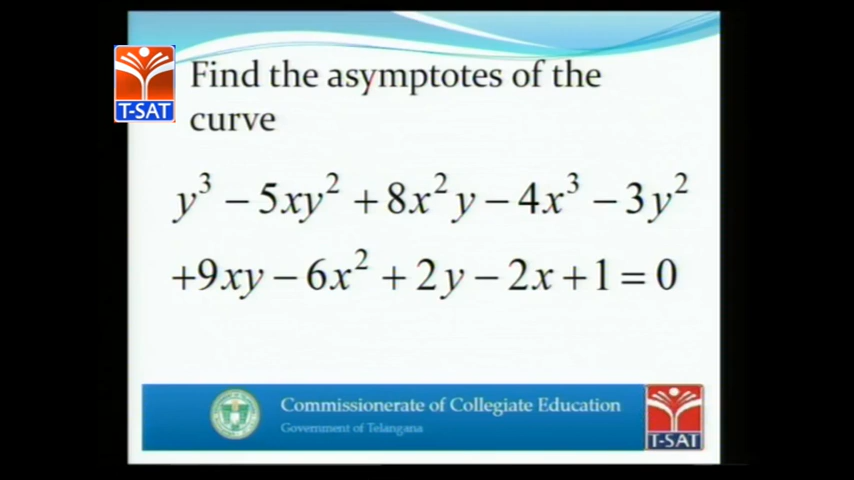 T-SAT
Find the asymptotes of the
curve
y³ − 5xy² + 8x²y − 4x³ − 3y²
+9xy − 6x² + 2y − 2x + 1 = 0
Commissionerate of Collegiate Education
Government of Telangana
T-SAT